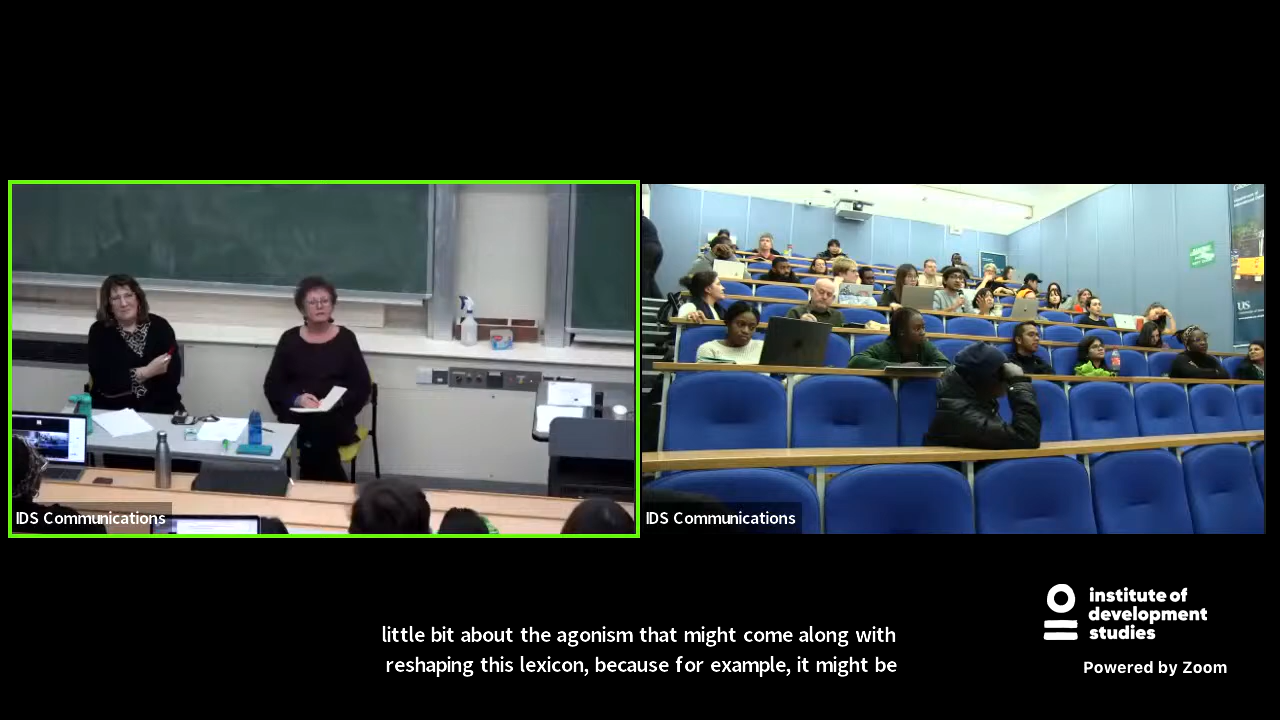 US
IDS Communications
IDS Communications
institute of
development
studies
Powered by Zoom
little bit about the agonism that might come along with
reshaping this lexicon, because for example, it might be